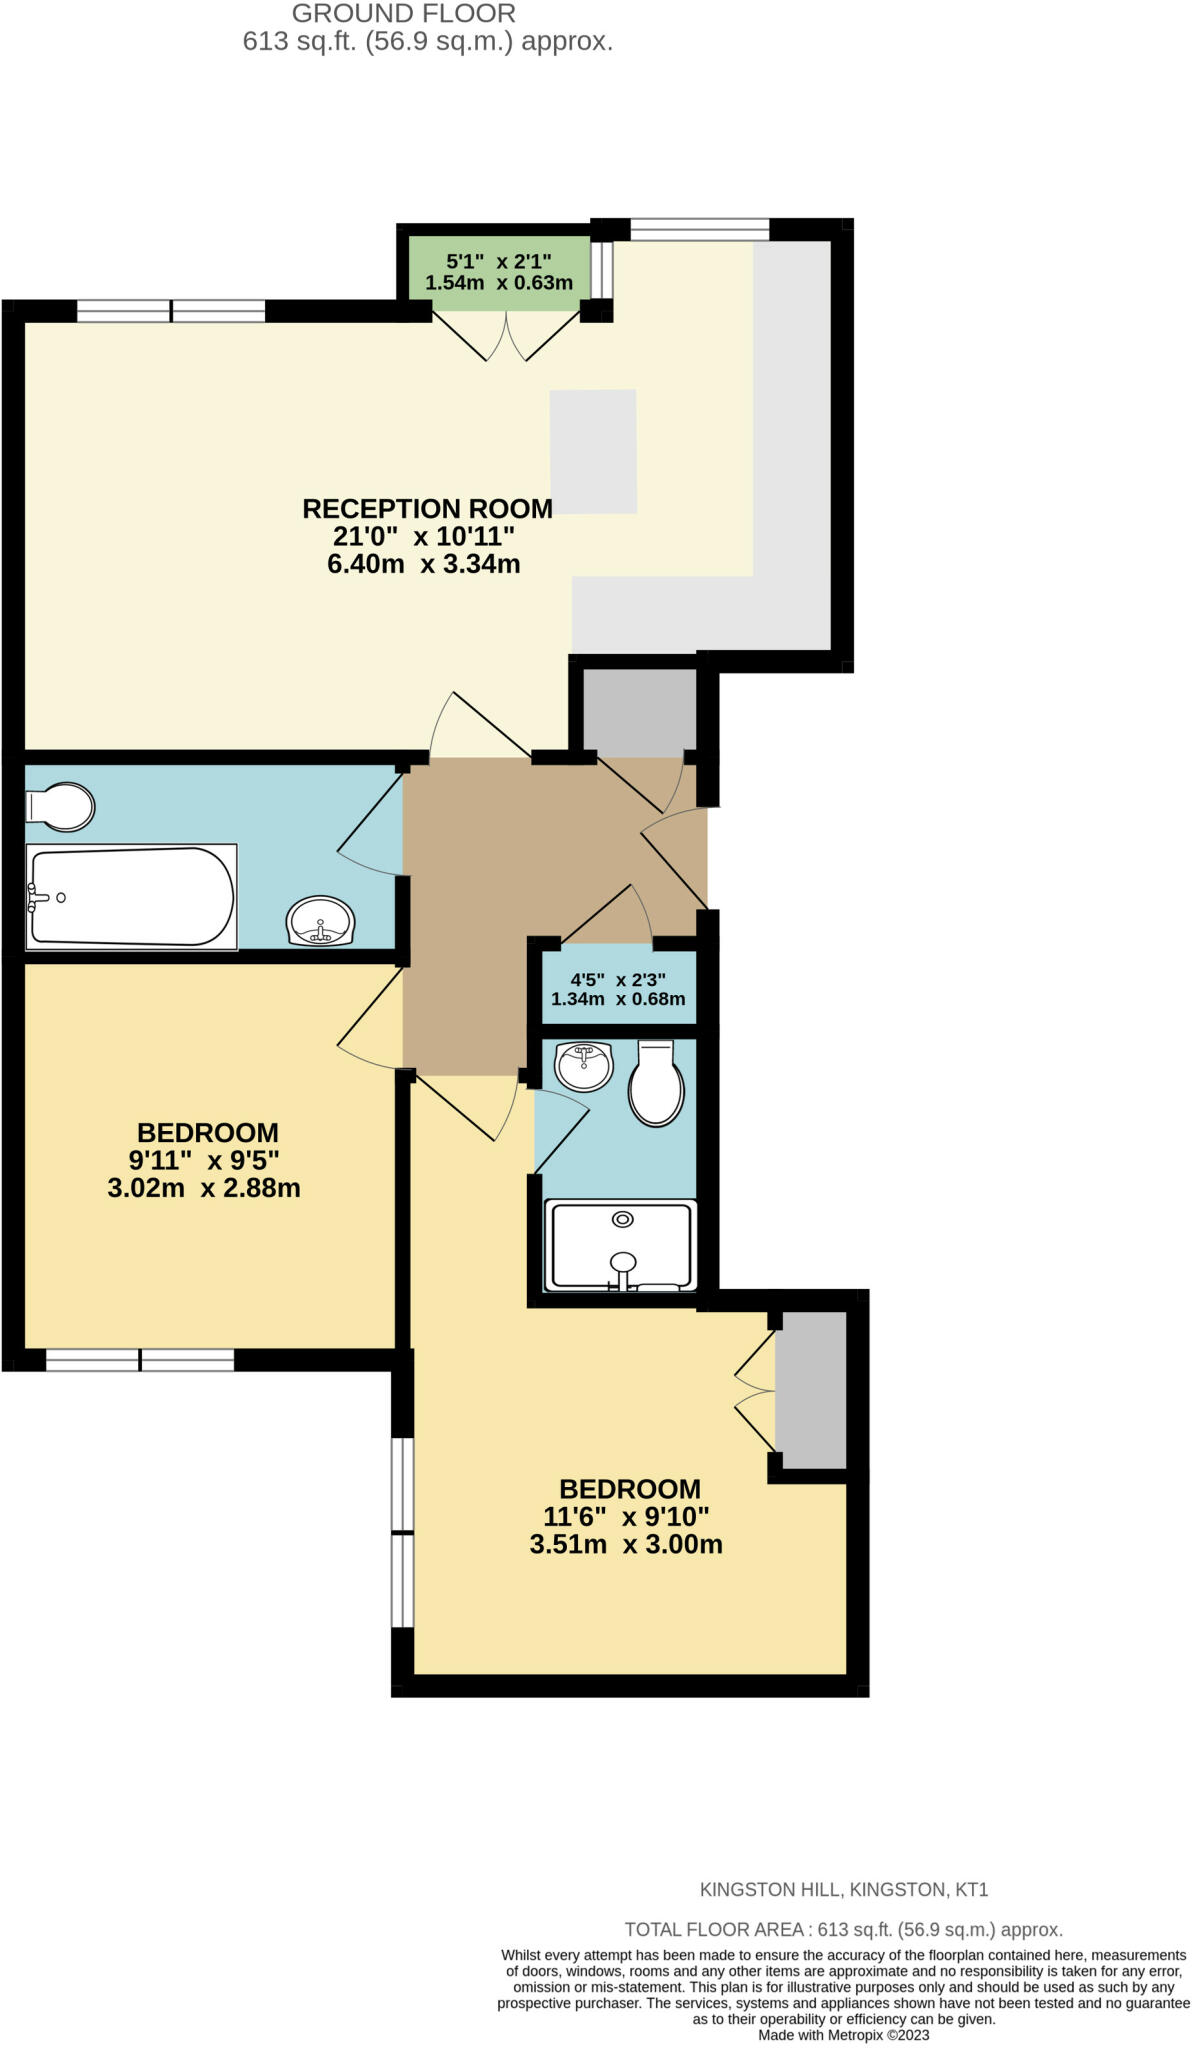 GROUND FLOOR
613 sq.ft. (56.9 sq.m.) approx.
5'1" x 2'1"
1.54m x 0.63m
RECEPTION ROOM
21'0" x 10'11"
6.40m x 3.34m
4'5" x 2'3"
1.34m x 0.68m
BEDROOM
9'11" x 9'5"
3.02m x 2.88m
BEDROOM
11'6" x 9'10"
3.51m x 3.00m
KINGSTON HILL, KINGSTON, KT1
TOTAL FLOOR AREA : 613 sq.ft. (56.9 sq.m.) approx.
Whilst every attempt has been made to ensure the accuracy of the floorplan contained here, measurements
of doors, windows, rooms and any other items are approximate and no responsibility is taken for any error,
omission or mis-statement. This plan is for illustrative purposes only and should be used as such by any
prospective purchaser. The services, systems and appliances shown have not been tested and no guarantee
as to their operability or efficiency can be given.
Made with Metropix ©2023